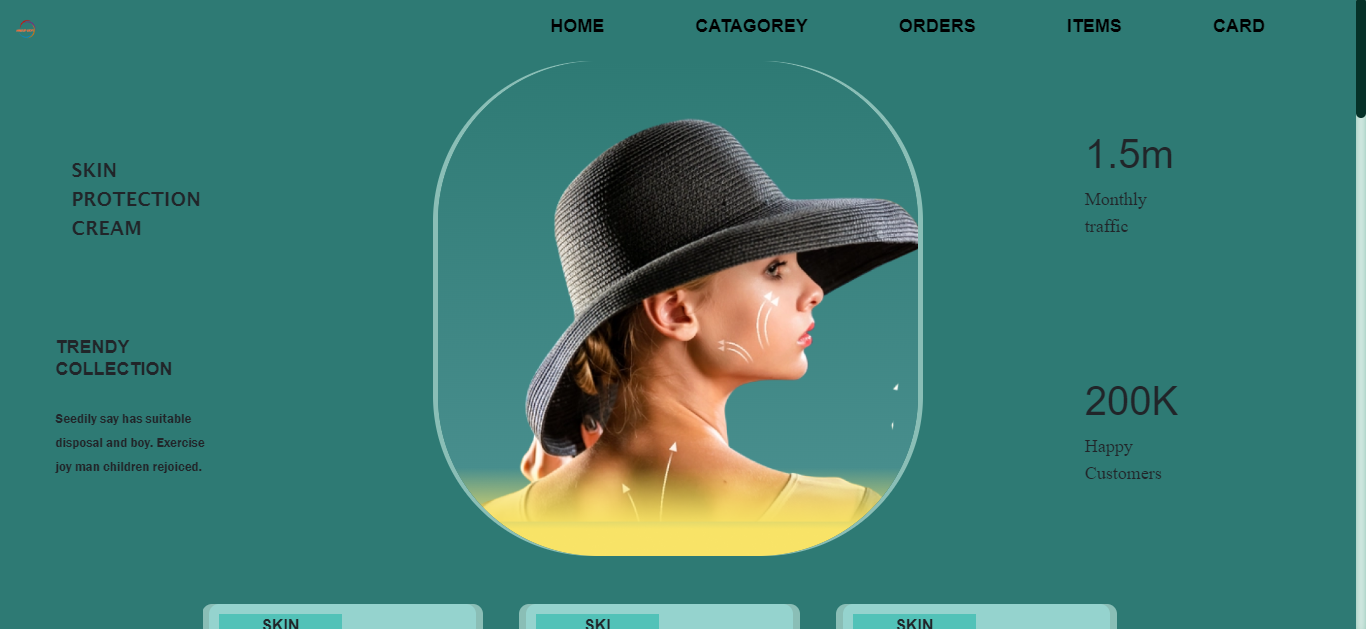 HOME CATAGOREY ORDERS ITEMS CARD
SKIN
PROTECTION
CREAM
TRENDY
COLLECTION
Seedily say has suitable
disposal and boy. Exercise
joy man children rejoiced.
1.5m
Monthly
traffic
200K
Happy
Customers
SKIN
SKI
SKIN